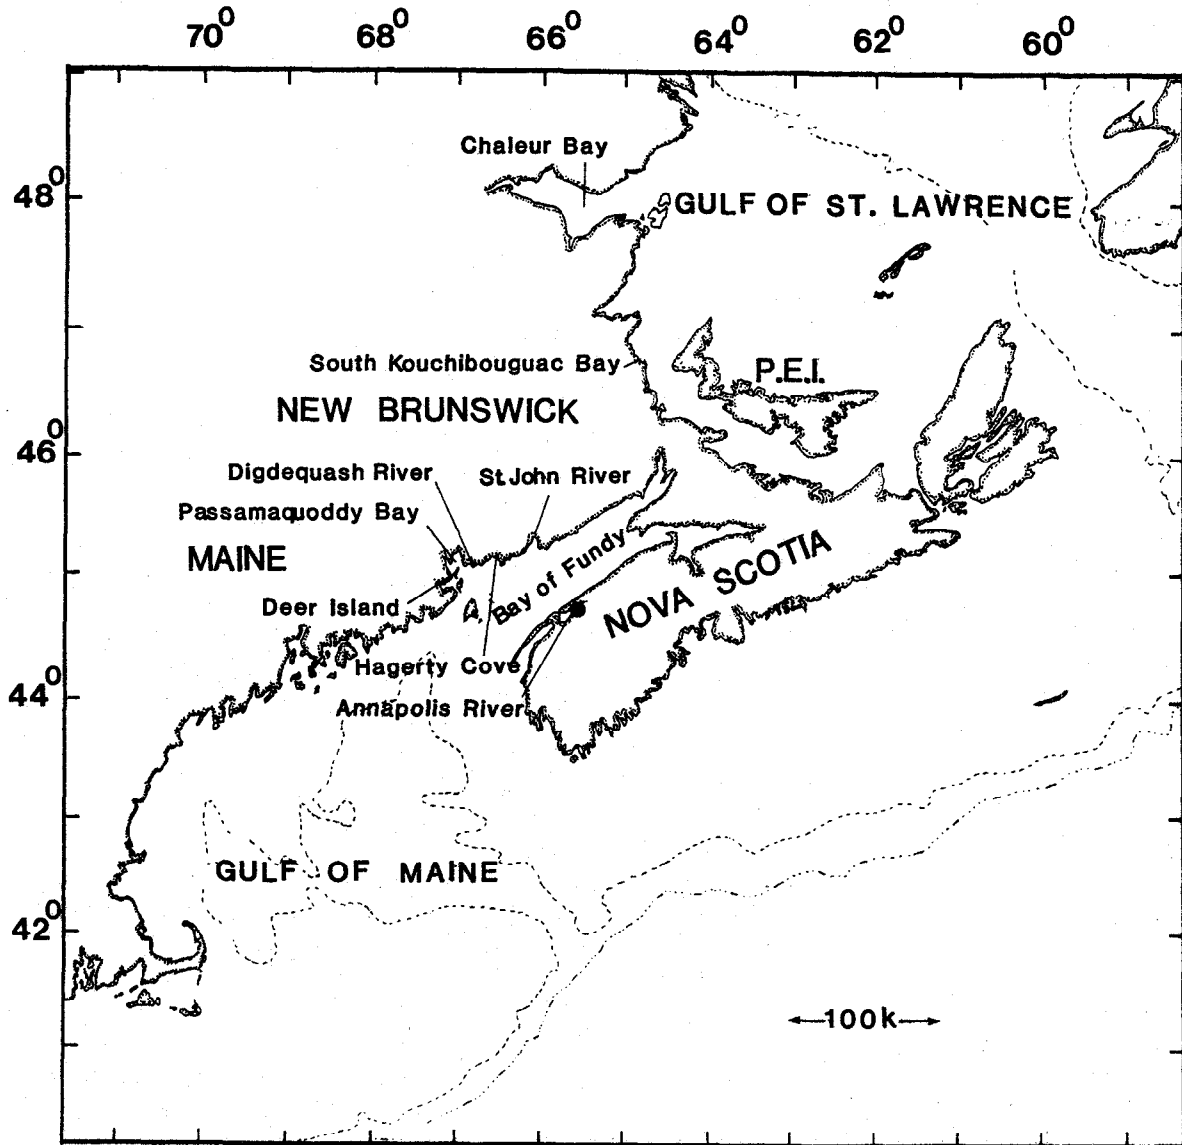 70⁰ 68⁰ 66⁰ 64⁰ 62⁰ 60⁰
Chaleur Bay
48⁰
GULF OF ST. LAWRENCE
South Kouchibouguac Bay
P.E.I.
NEW BRUNSWICK
46⁰
Digdequash River
St. John River
Passamaquoddy Bay
MAINE
Bay of Fundy
NOVA SCOTIA
Deer Island
Hagerty Cove
44⁰
Annapolis River
GULF OF MAINE
42⁰
100k